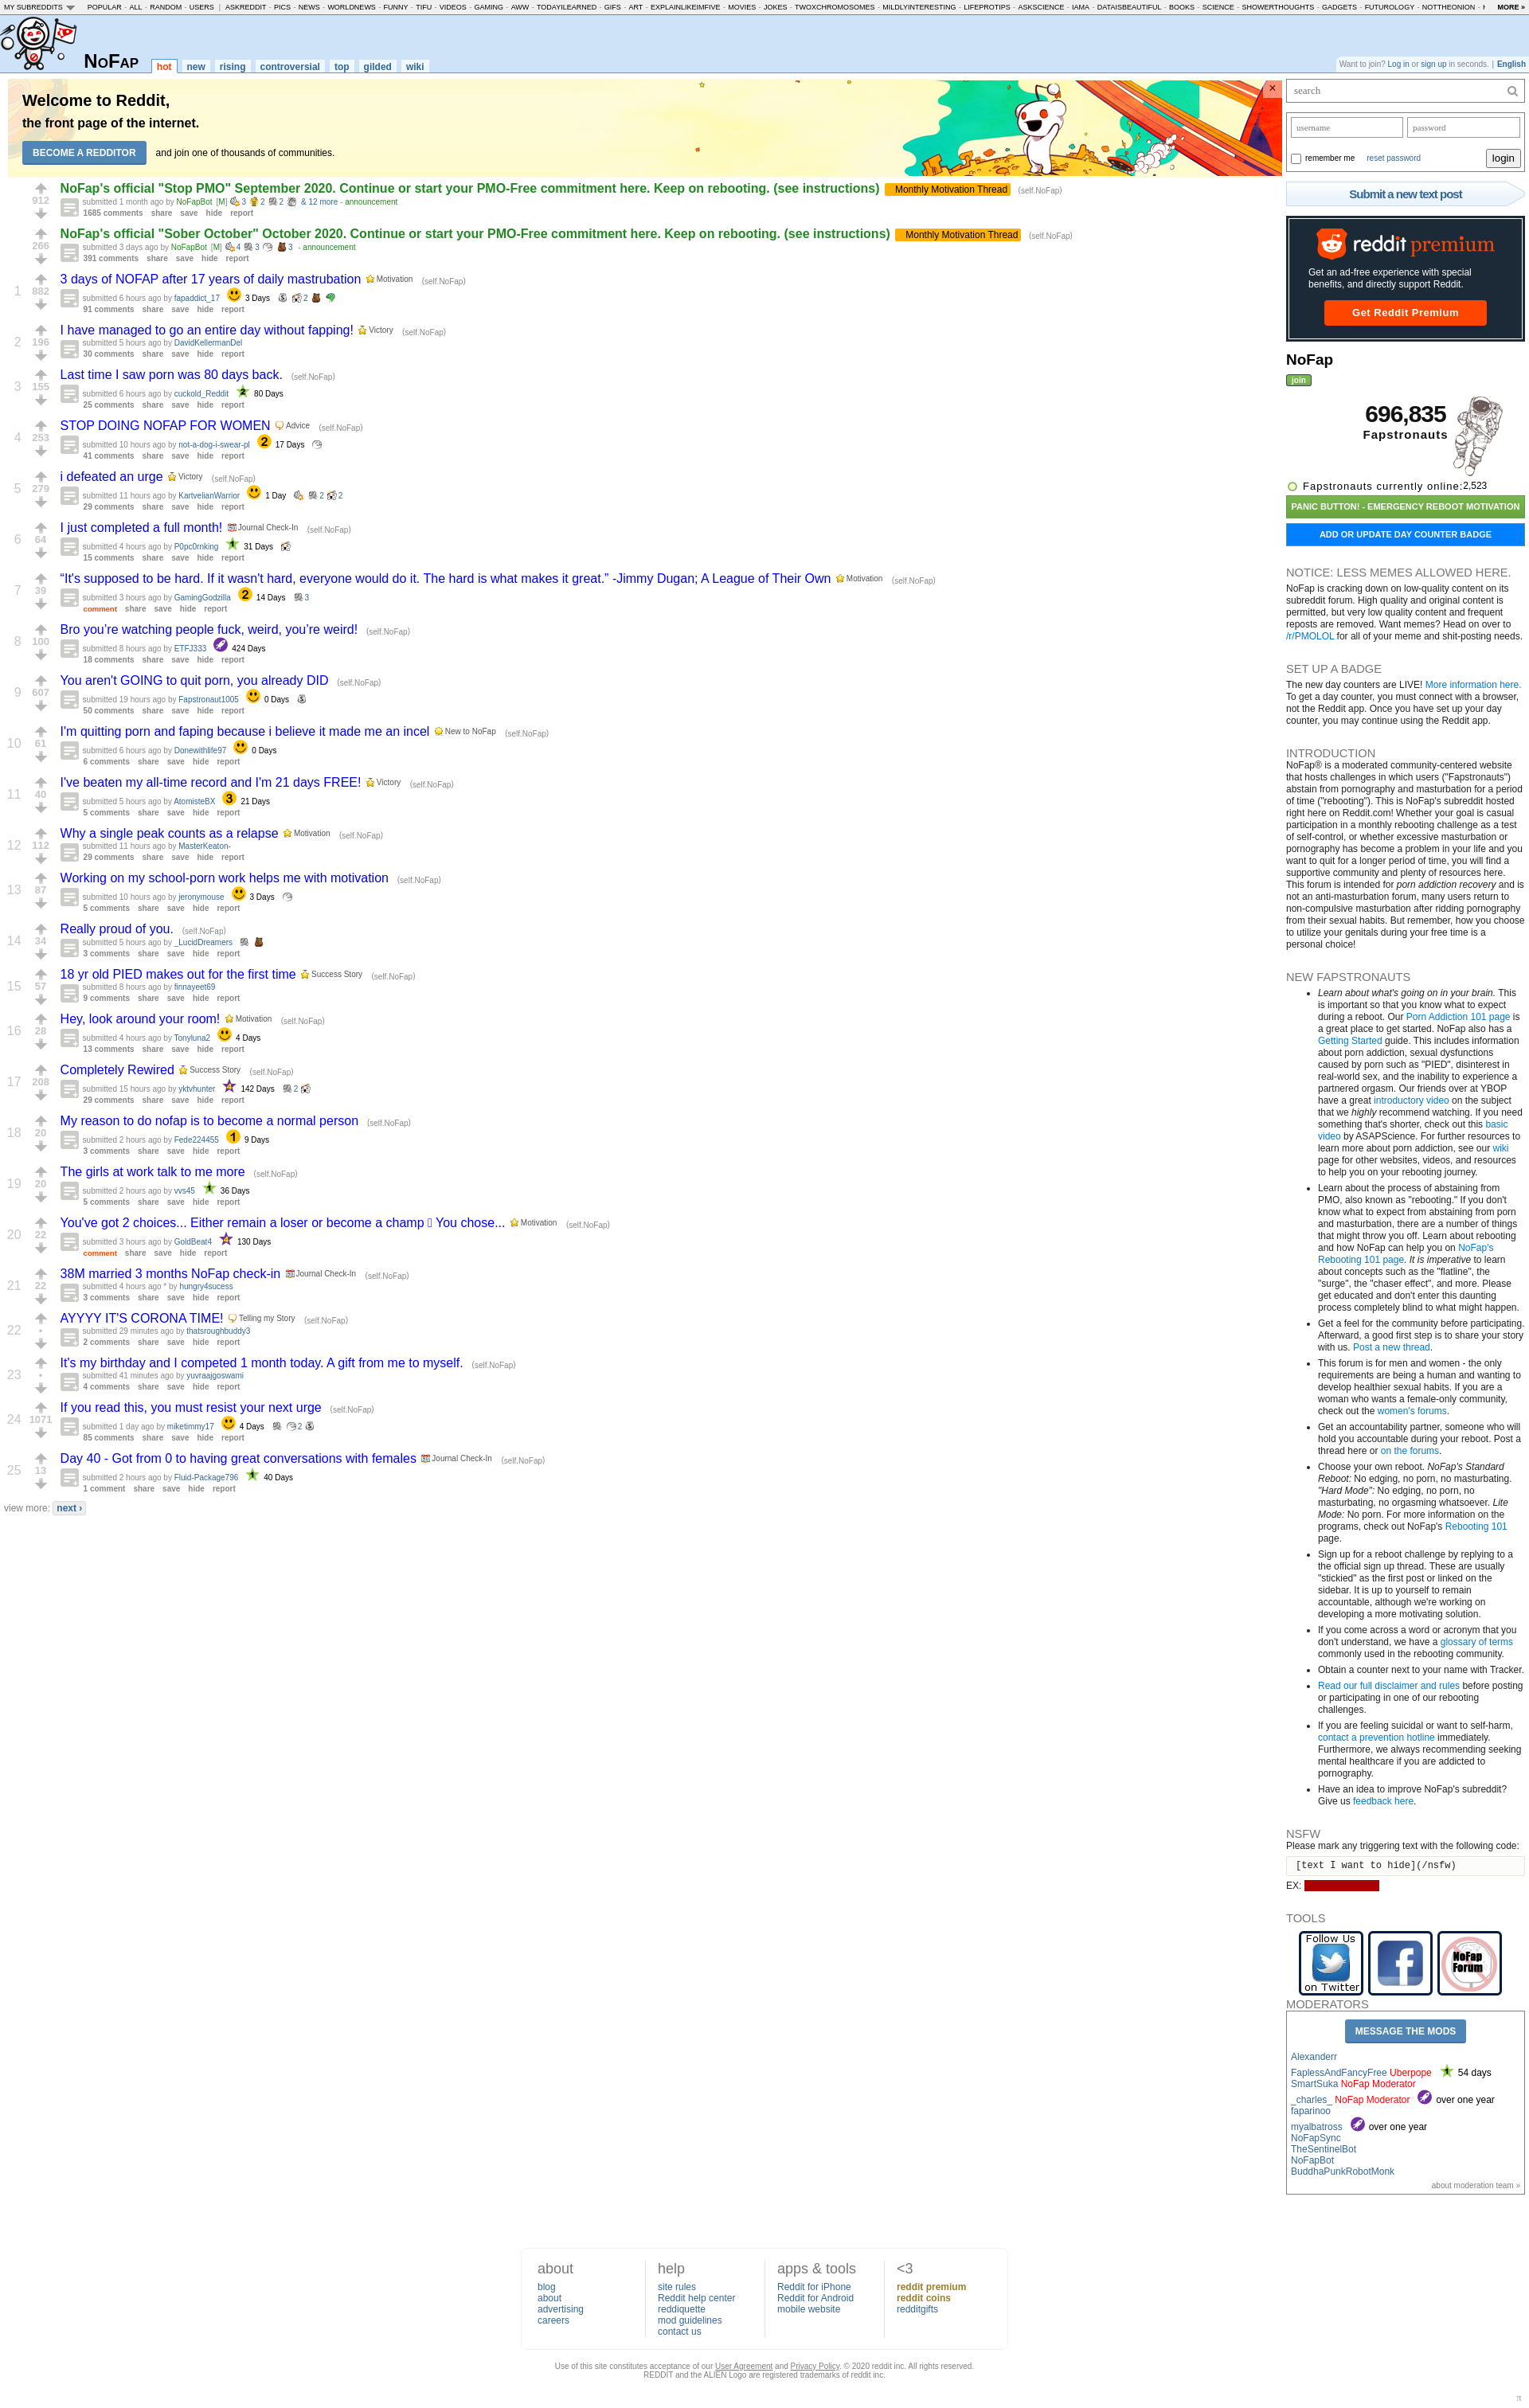 MY SUBREDDITS POPULAR - ALL - RANDOM - USERS | ASKREDDIT - PICS - NEWS - WORLDNEWS - FUNNY - TIFU - VIDEOS - GAMING - AWW - TODAYILEARNED - GIFS - ART - EXPLAINLIKEIMFIVE - MOVIES - JOKES - TWOXCHROMOSOMES - MILDLYINTERESTING - LIFEPROTIPS - ASKSCIENCE - IAMA - DATAISBEAUTIFUL - BOOKS - SCIENCE - SHOWERTHOUGHTS - GADGETS - FUTUROLOGY - NOTTHEONION - MORE »
NoFap hot new rising controversial top gilded wiki
Want to join? Log in or sign up in seconds. | English
Welcome to Reddit,
the front page of the internet.
BECOME A REDDITOR and join one of thousands of communities.
×
912
NoFap's official "Stop PMO" September 2020. Continue or start your PMO-Free commitment here. Keep on rebooting. (see instructions) Monthly Motivation Thread (self.NoFap)
submitted 1 month ago by NoFapBot [M] 3 2 2 & 12 more - announcement
1685 comments share save hide report
266
NoFap's official "Sober October" October 2020. Continue or start your PMO-Free commitment here. Keep on rebooting. (see instructions) Monthly Motivation Thread (self.NoFap)
submitted 3 days ago by NoFapBot [M] 4 3 3 - announcement
391 comments share save hide report
1 882
3 days of NOFAP after 17 years of daily mastrubation Motivation (self.NoFap)
submitted 6 hours ago by fapaddict_17 3 Days 2
91 comments share save hide report
2 196
I have managed to go an entire day without fapping! Victory (self.NoFap)
submitted 5 hours ago by DavidKellermanDel
30 comments share save hide report
3 155
Last time I saw porn was 80 days back. (self.NoFap)
submitted 6 hours ago by cuckold_Reddit 2 80 Days
25 comments share save hide report
4 253
STOP DOING NOFAP FOR WOMEN Advice (self.NoFap)
submitted 10 hours ago by not-a-dog-i-swear-pl 2 17 Days
41 comments share save hide report
5 279
i defeated an urge Victory (self.NoFap)
submitted 11 hours ago by KartvelianWarrior 1 Day 2 2
29 comments share save hide report
6 64
I just completed a full month! Journal Check-In (self.NoFap)
submitted 4 hours ago by P0pc0rnking 1 31 Days
15 comments share save hide report
7 39
“It's supposed to be hard. If it wasn't hard, everyone would do it. The hard is what makes it great.” -Jimmy Dugan; A League of Their Own Motivation (self.NoFap)
submitted 3 hours ago by GamingGodzilla 2 14 Days 3
comment share save hide report
8 100
Bro you’re watching people fuck, weird, you’re weird! (self.NoFap)
submitted 8 hours ago by ETFJ333 424 Days
18 comments share save hide report
9 607
You aren't GOING to quit porn, you already DID (self.NoFap)
submitted 19 hours ago by Fapstronaut1005 0 Days
50 comments share save hide report
10 61
I'm quitting porn and faping because i believe it made me an incel New to NoFap (self.NoFap)
submitted 6 hours ago by Donewithlife97 0 Days
6 comments share save hide report
11 40
I've beaten my all-time record and I'm 21 days FREE! Victory (self.NoFap)
submitted 5 hours ago by AtomisteBX 3 21 Days
5 comments share save hide report
12 112
Why a single peak counts as a relapse Motivation (self.NoFap)
submitted 11 hours ago by MasterKeaton-
29 comments share save hide report
13 87
Working on my school-porn work helps me with motivation (self.NoFap)
submitted 10 hours ago by jeronymouse 3 Days
5 comments share save hide report
14 34
Really proud of you. (self.NoFap)
submitted 5 hours ago by _LucidDreamers
3 comments share save hide report
15 57
18 yr old PIED makes out for the first time Success Story (self.NoFap)
submitted 8 hours ago by finnayeet69
9 comments share save hide report
16 28
Hey, look around your room! Motivation (self.NoFap)
submitted 4 hours ago by Tonyluna2 4 Days
13 comments share save hide report
17 208
Completely Rewired Success Story (self.NoFap)
submitted 15 hours ago by yktvhunter 142 Days 2
29 comments share save hide report
18 20
My reason to do nofap is to become a normal person (self.NoFap)
submitted 2 hours ago by Fede224455 1 9 Days
3 comments share save hide report
19 20
The girls at work talk to me more (self.NoFap)
submitted 2 hours ago by vvs45 1 36 Days
5 comments share save hide report
20 22
You've got 2 choices... Either remain a loser or become a champ You chose... Motivation (self.NoFap)
submitted 3 hours ago by GoldBeat4 130 Days
comment share save hide report
21 22
38M married 3 months NoFap check-in Journal Check-In (self.NoFap)
submitted 4 hours ago * by hungry4sucess
3 comments share save hide report
22 •
AYYYY IT'S CORONA TIME! Telling my Story (self.NoFap)
submitted 29 minutes ago by thatsroughbuddy3
2 comments share save hide report
23 •
It's my birthday and I competed 1 month today. A gift from me to myself. (self.NoFap)
submitted 41 minutes ago by yuvraajgoswami
4 comments share save hide report
24 1071
If you read this, you must resist your next urge (self.NoFap)
submitted 1 day ago by miketimmy17 4 Days 2
85 comments share save hide report
25 13
Day 40 - Got from 0 to having great conversations with females Journal Check-In (self.NoFap)
submitted 2 hours ago by Fluid-Package796 1 40 Days
1 comment share save hide report
view more: next ›
search
username password
remember me reset password login
Submit a new text post
reddit premium
Get an ad-free experience with special
benefits, and directly support Reddit.
Get Reddit Premium
NoFap
join
696,835
Fapstronauts
Fapstronauts currently online:2,523
PANIC BUTTON! - EMERGENCY REBOOT MOTIVATION
ADD OR UPDATE DAY COUNTER BADGE
NOTICE: LESS MEMES ALLOWED HERE.
NoFap is cracking down on low-quality content on its
subreddit forum. High quality and original content is
permitted, but very low quality content and frequent
reposts are removed. Want memes? Head on over to
/r/PMOLOL for all of your meme and shit-posting needs.
SET UP A BADGE
The new day counters are LIVE! More information here.
To get a day counter, you must connect with a browser,
not the Reddit app. Once you have set up your day
counter, you may continue using the Reddit app.
INTRODUCTION
NoFap® is a moderated community-centered website
that hosts challenges in which users ("Fapstronauts")
abstain from pornography and masturbation for a period
of time ("rebooting"). This is NoFap's subreddit hosted
right here on Reddit.com! Whether your goal is casual
participation in a monthly rebooting challenge as a test
of self-control, or whether excessive masturbation or
pornography has become a problem in your life and you
want to quit for a longer period of time, you will find a
supportive community and plenty of resources here.
This forum is intended for porn addiction recovery and is
not an anti-masturbation forum, many users return to
non-compulsive masturbation after ridding pornography
from their sexual habits. But remember, how you choose
to utilize your genitals during your free time is a
personal choice!
NEW FAPSTRONAUTS
• Learn about what's going on in your brain. This
is important so that you know what to expect
during a reboot. Our Porn Addiction 101 page is
a great place to get started. NoFap also has a
Getting Started guide. This includes information
about porn addiction, sexual dysfunctions
caused by porn such as "PIED", disinterest in
real-world sex, and the inability to experience a
partnered orgasm. Our friends over at YBOP
have a great introductory video on the subject
that we highly recommend watching. If you need
something that's shorter, check out this basic
video by ASAPScience. For further resources to
learn more about porn addiction, see our wiki
page for other websites, videos, and resources
to help you on your rebooting journey.
• Learn about the process of abstaining from
PMO, also known as "rebooting." If you don't
know what to expect from abstaining from porn
and masturbation, there are a number of things
that might throw you off. Learn about rebooting
and how NoFap can help you on NoFap's
Rebooting 101 page. It is imperative to learn
about concepts such as the "flatline", the
"surge", the "chaser effect", and more. Please
get educated and don't enter this daunting
process completely blind to what might happen.
• Get a feel for the community before participating.
Afterward, a good first step is to share your story
with us. Post a new thread.
• This forum is for men and women - the only
requirements are being a human and wanting to
develop healthier sexual habits. If you are a
woman who wants a female-only community,
check out the women's forums.
• Get an accountability partner, someone who will
hold you accountable during your reboot. Post a
thread here or on the forums.
• Choose your own reboot. NoFap's Standard
Reboot: No edging, no porn, no masturbating.
"Hard Mode": No edging, no porn, no
masturbating, no orgasming whatsoever. Lite
Mode: No porn. For more information on the
programs, check out NoFap's Rebooting 101
page.
• Sign up for a reboot challenge by replying to a
the official sign up thread. These are usually
"stickied" as the first post or linked on the
sidebar. It is up to yourself to remain
accountable, although we're working on
developing a more motivating solution.
• If you come across a word or acronym that you
don't understand, we have a glossary of terms
commonly used in the rebooting community.
• Obtain a counter next to your name with Tracker.
• Read our full disclaimer and rules before posting
or participating in one of our rebooting
challenges.
• If you are feeling suicidal or want to self-harm,
contact a prevention hotline immediately.
Furthermore, we always recommending seeking
mental healthcare if you are addicted to
pornography.
• Have an idea to improve NoFap's subreddit?
Give us feedback here.
NSFW
Please mark any triggering text with the following code:
[text I want to hide](/nsfw)
EX:
TOOLS
Follow Us
on Twitter
NoFap
Forum
MODERATORS
MESSAGE THE MODS
Alexanderr
FaplessAndFancyFree Uberpope 1 54 days
SmartSuka NoFap Moderator
_charles_ NoFap Moderator over one year
faparinoo
myalbatross over one year
NoFapSync
TheSentinelBot
NoFapBot
BuddhaPunkRobotMonk
about moderation team »
about
blog
about
advertising
careers
help
site rules
Reddit help center
reddiquette
mod guidelines
contact us
apps & tools
Reddit for iPhone
Reddit for Android
mobile website
<3
reddit premium
reddit coins
redditgifts
Use of this site constitutes acceptance of our User Agreement and Privacy Policy. © 2020 reddit inc. All rights reserved.
REDDIT and the ALIEN Logo are registered trademarks of reddit inc.
π